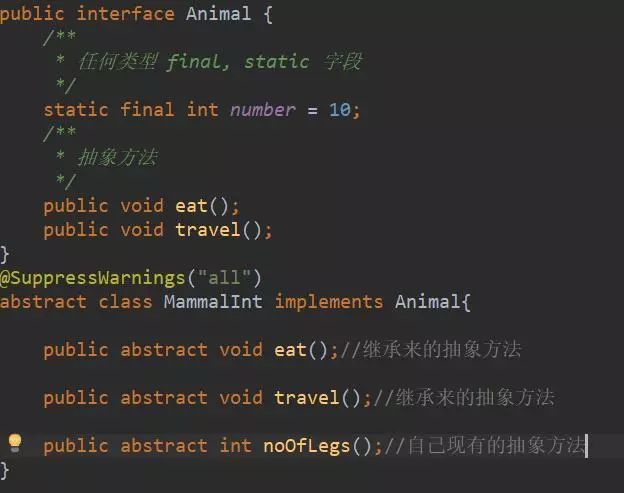 public interface Animal {
/**
* 任何类型 final, static 字段
*/
static final int number = 10;
/**
* 抽象方法
*/
public void eat();
public void travel();
}
@SuppressWarnings("all")
abstract class MammalInt implements Animal{
public abstract void eat();//继承来的抽象方法
public abstract void travel();//继承来的抽象方法
public abstract int noOfLegs();//自己现有的抽象方法
}